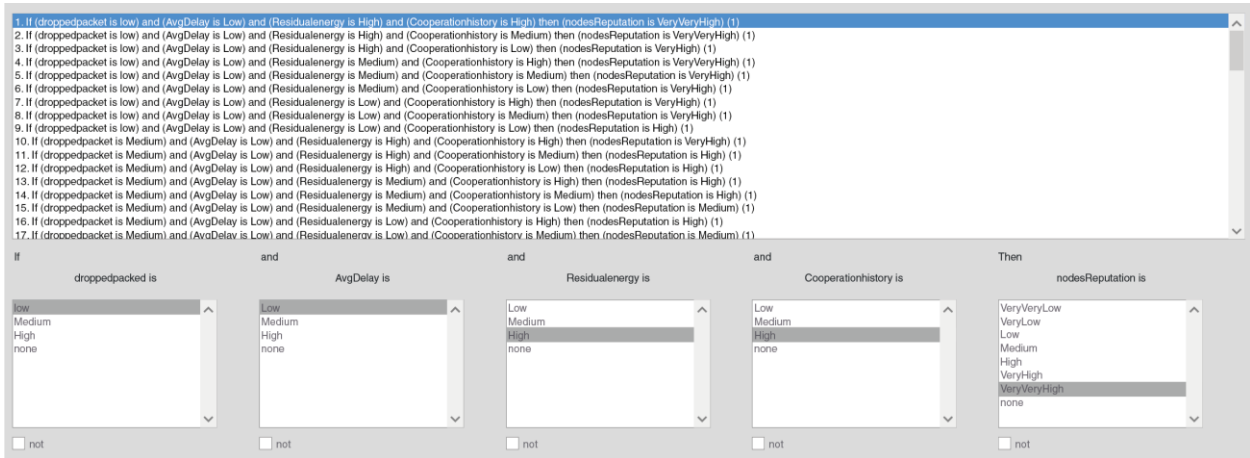 1. If (droppedpacket is low) and (AvgDelay is Low) and (Residualenergy is High) and (Cooperationhistory is High) then (nodesReputation is VeryVeryHigh) (1)
2. If (droppedpacket is low) and (AvgDelay is Low) and (Residualenergy is High) and (Cooperationhistory is Medium) then (nodesReputation is VeryVeryHigh) (1)
3. If (droppedpacket is low) and (AvgDelay is Low) and (Residualenergy is High) and (Cooperationhistory is Low) then (nodesReputation is VeryHigh) (1)
4. If (droppedpacket is low) and (AvgDelay is Low) and (Residualenergy is Medium) and (Cooperationhistory is High) then (nodesReputation is VeryVeryHigh) (1)
5. If (droppedpacket is low) and (AvgDelay is Low) and (Residualenergy is Medium) and (Cooperationhistory is Medium) then (nodesReputation is VeryHigh) (1)
6. If (droppedpacket is low) and (AvgDelay is Low) and (Residualenergy is Medium) and (Cooperationhistory is Low) then (nodesReputation is VeryHigh) (1)
7. If (droppedpacket is low) and (AvgDelay is Low) and (Residualenergy is Low) and (Cooperationhistory is High) then (nodesReputation is VeryHigh) (1)
8. If (droppedpacket is low) and (AvgDelay is Low) and (Residualenergy is Low) and (Cooperationhistory is Medium) then (nodesReputation is VeryHigh) (1)
9. If (droppedpacket is low) and (AvgDelay is Low) and (Residualenergy is Low) and (Cooperationhistory is Low) then (nodesReputation is High) (1)
10. If (droppedpacket is Medium) and (AvgDelay is Low) and (Residualenergy is High) and (Cooperationhistory is High) then (nodesReputation is VeryHigh) (1)
11. If (droppedpacket is Medium) and (AvgDelay is Low) and (Residualenergy is High) and (Cooperationhistory is Medium) then (nodesReputation is High) (1)
12. If (droppedpacket is Medium) and (AvgDelay is Low) and (Residualenergy is High) and (Cooperationhistory is Low) then (nodesReputation is High) (1)
13. If (droppedpacket is Medium) and (AvgDelay is Low) and (Residualenergy is Medium) and (Cooperationhistory is High) then (nodesReputation is High) (1)
14. If (droppedpacket is Medium) and (AvgDelay is Low) and (Residualenergy is Medium) and (Cooperationhistory is Medium) then (nodesReputation is High) (1)
15. If (droppedpacket is Medium) and (AvgDelay is Low) and (Residualenergy is Medium) and (Cooperationhistory is Low) then (nodesReputation is Medium) (1)
16. If (droppedpacket is Medium) and (AvgDelay is Low) and (Residualenergy is Low) and (Cooperationhistory is High) then (nodesReputation is High) (1)
17. If (droppedpacket is Medium) and (AvgDelay is Low) and (Residualenergy is Low) and (Cooperationhistory is Medium) then (nodesReputation is Medium) (1)
If
droppedpacked is
low
Medium
High
none
not
and
AvgDelay is
Low
Medium
High
none
not
and
Residualenergy is
Low
Medium
High
none
not
and
Cooperationhistory is
Low
Medium
High
none
not
Then
nodesReputation is
VeryVeryLow
VeryLow
Low
Medium
High
VeryHigh
VeryVeryHigh
none
not